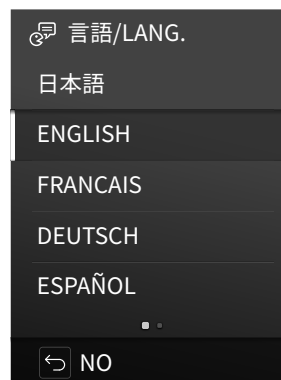 言語/LANG.
日本語
ENGLISH
FRANCAIS
DEUTSCH
ESPAÑOL
NO